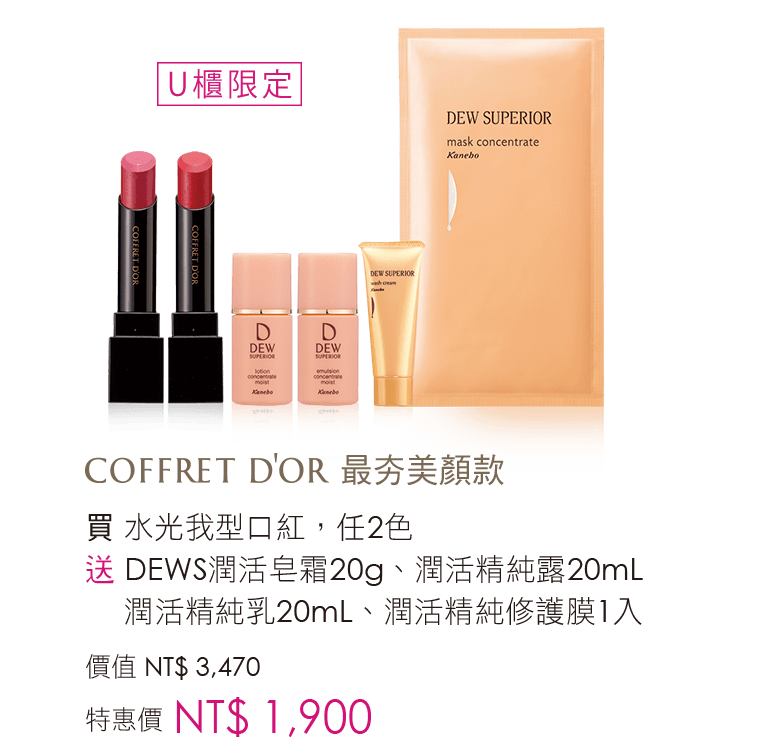 U櫃限定
DEW SUPERIOR
mask concentrate
Kanebo
COFFRET D'OR
COFFRET D'OR
D
DEW
SUPERIOR
lotion
concentrate
moist
Kanebo
D
DEW
SUPERIOR
emulsion
concentrate
moist
Kanebo
DEW SUPERIOR
Kanebo
COFFRET D'OR 最夯美顏款
買 水光我型口紅，任2色
送 DEWS潤活皂霜20g、潤活精純露20mL
潤活精純乳20mL、潤活精純修護膜1入
價值 NT$ 3,470
特惠價 NT$ 1,900